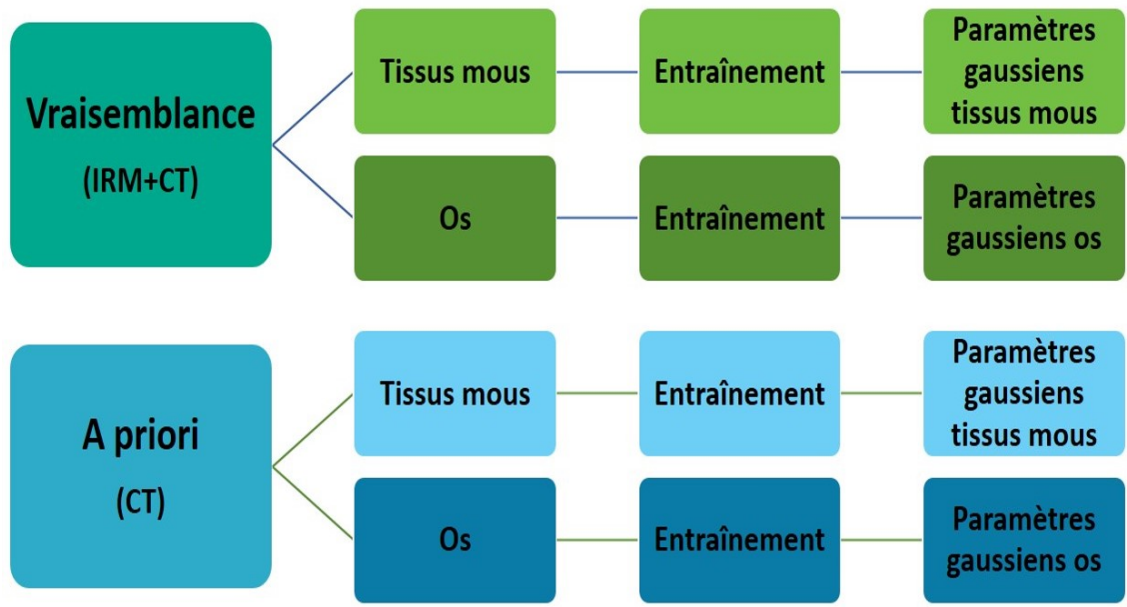 Vraisemblance
(IRM+CT)
Tissus mous
Entraînement
Paramètres
gaussiens
tissus mous
Os
Entraînement
Paramètres
gaussiens os
A priori
(CT)
Tissus mous
Entraînement
Paramètres
gaussiens
tissus mous
Os
Entraînement
Paramètres
gaussiens os